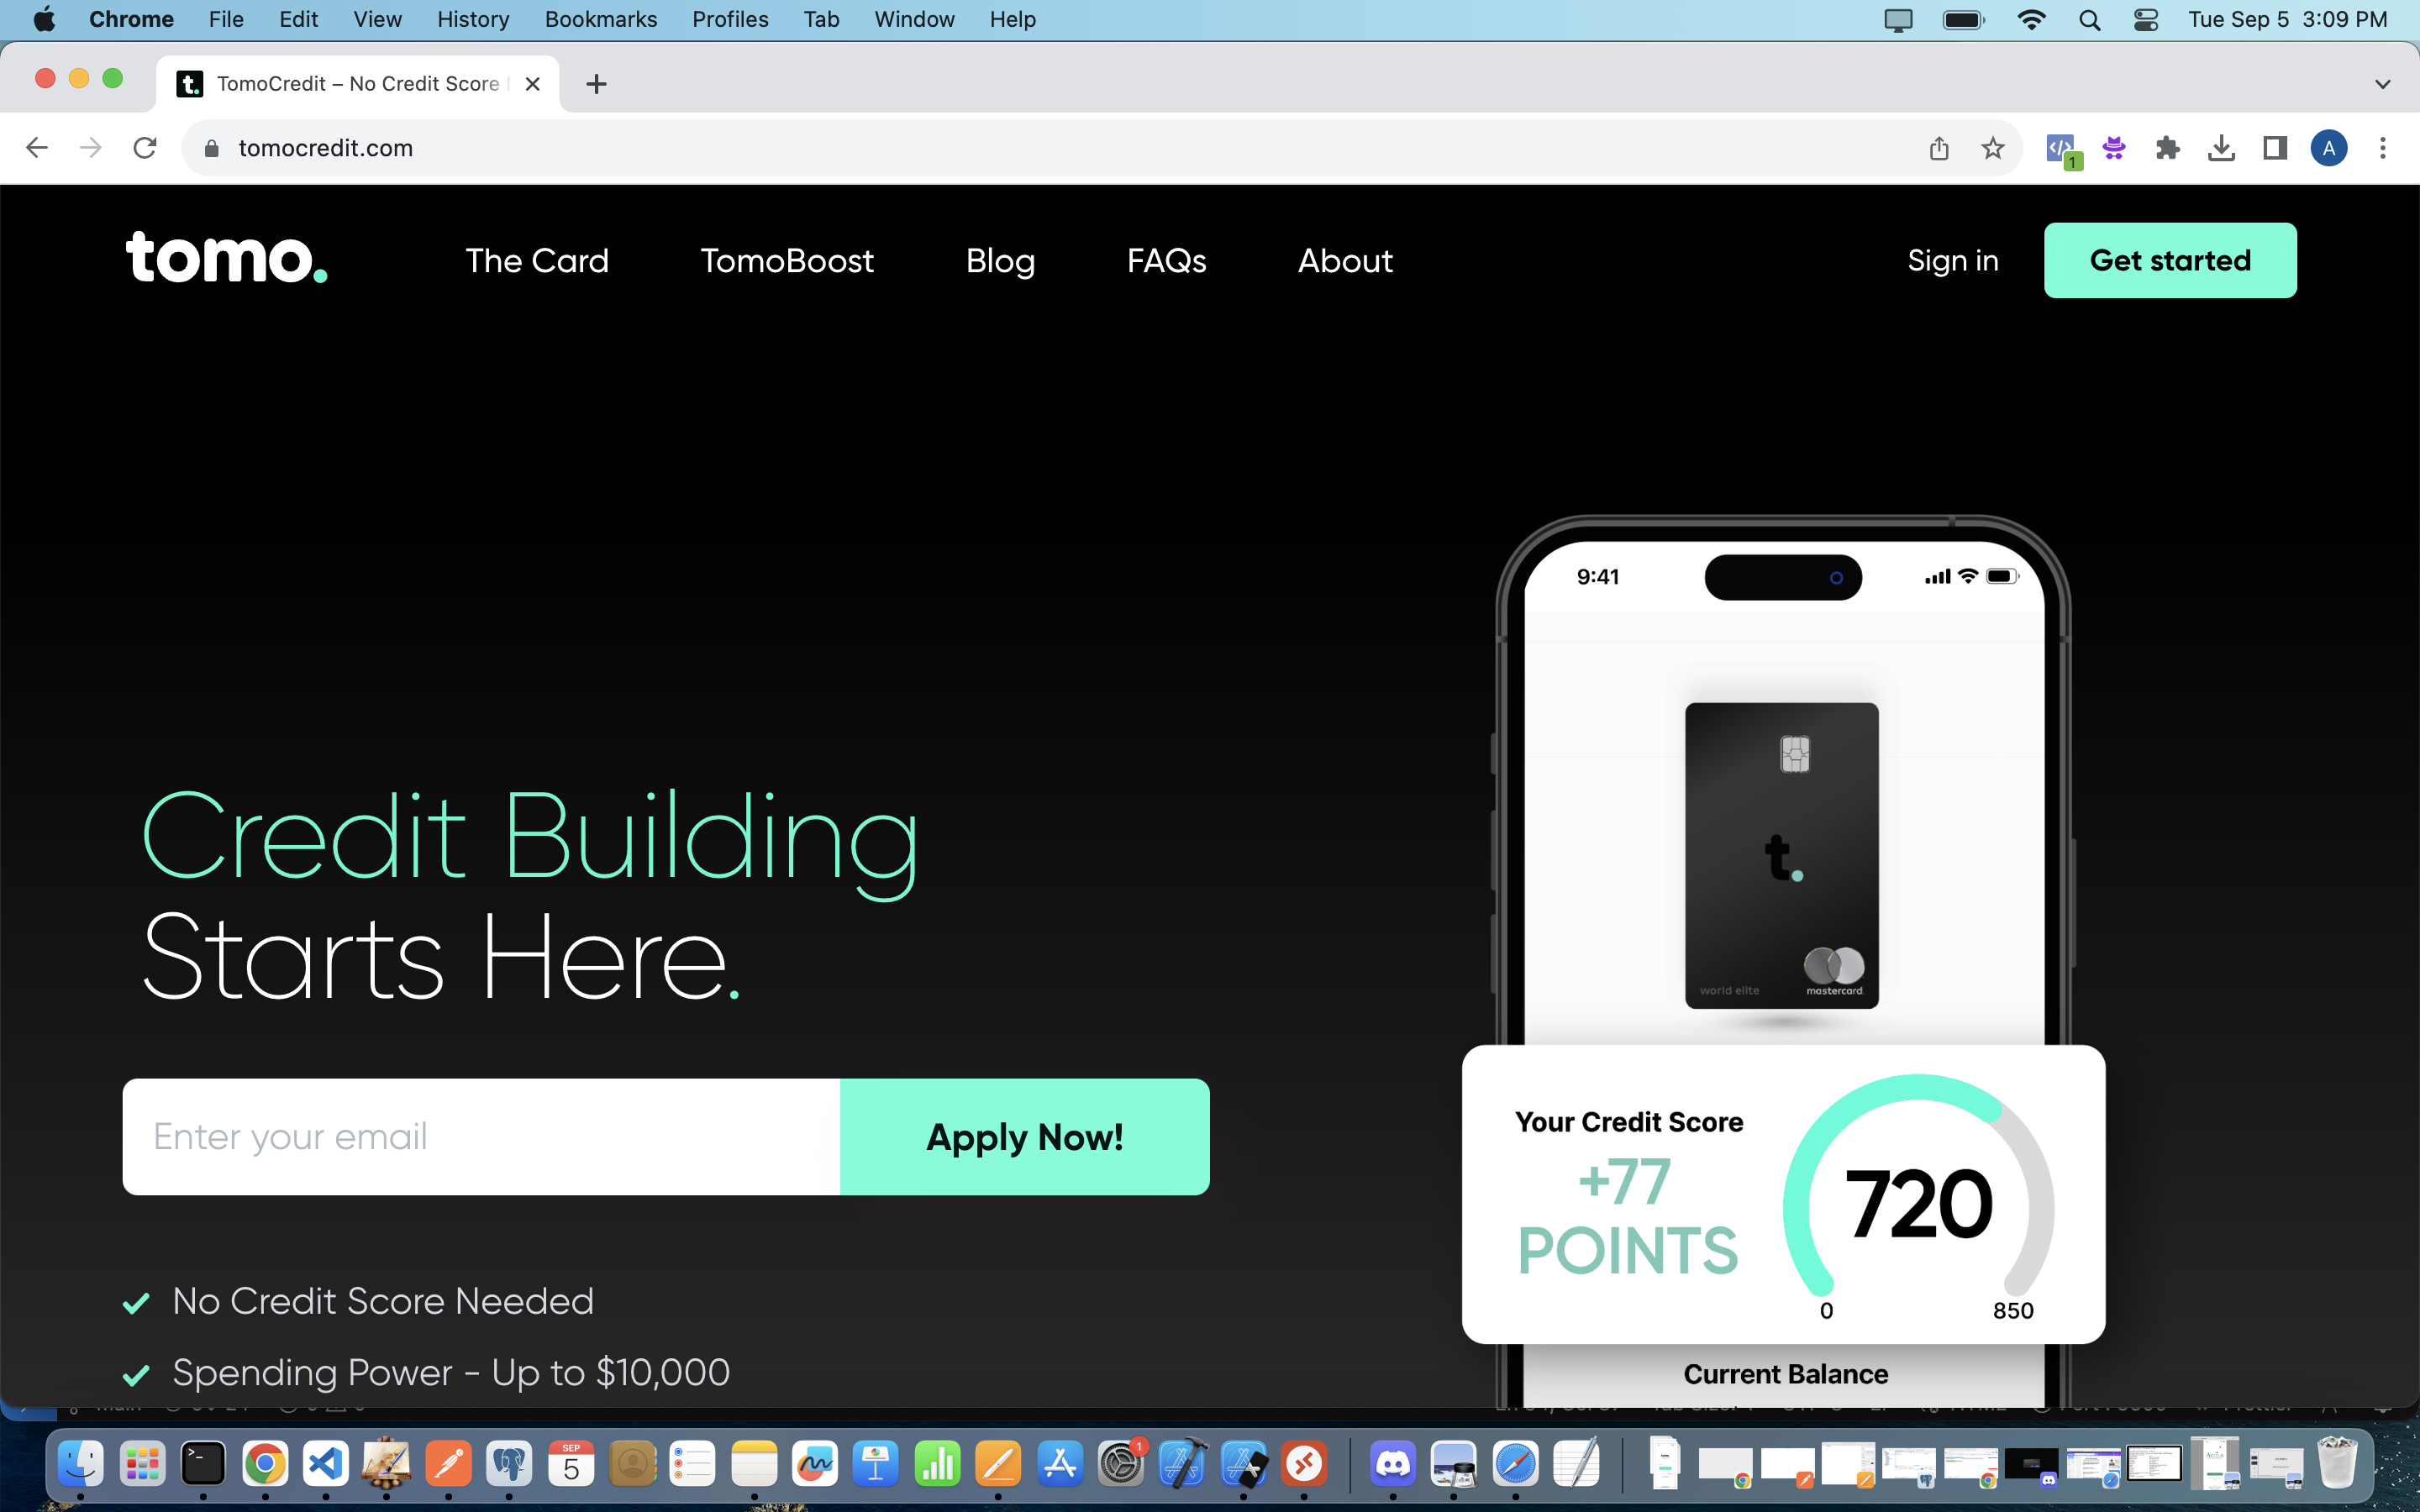 Chrome File Edit View History Bookmarks Profiles Tab Window Help Tue Sep 5 3:09 PM
t. TomoCredit – No Credit Score
tomocredit.com 1 A
tomo. The Card TomoBoost Blog FAQs About Sign in Get started
9:41
t.
world elite mastercard.
Credit Building
Starts Here.
Enter your email Apply Now!
No Credit Score Needed
Spending Power - Up to $10,000
Your Credit Score
+77
POINTS
720
0 850
Current Balance
SEP
5
1